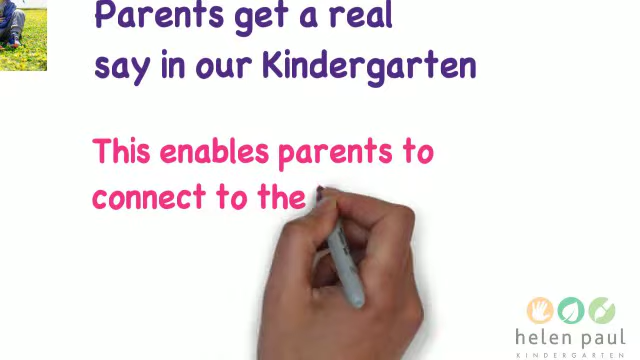 Parents get a real
say in our Kindergarten
This enables parents to
connect to the
helen paul
KINDERGARTEN